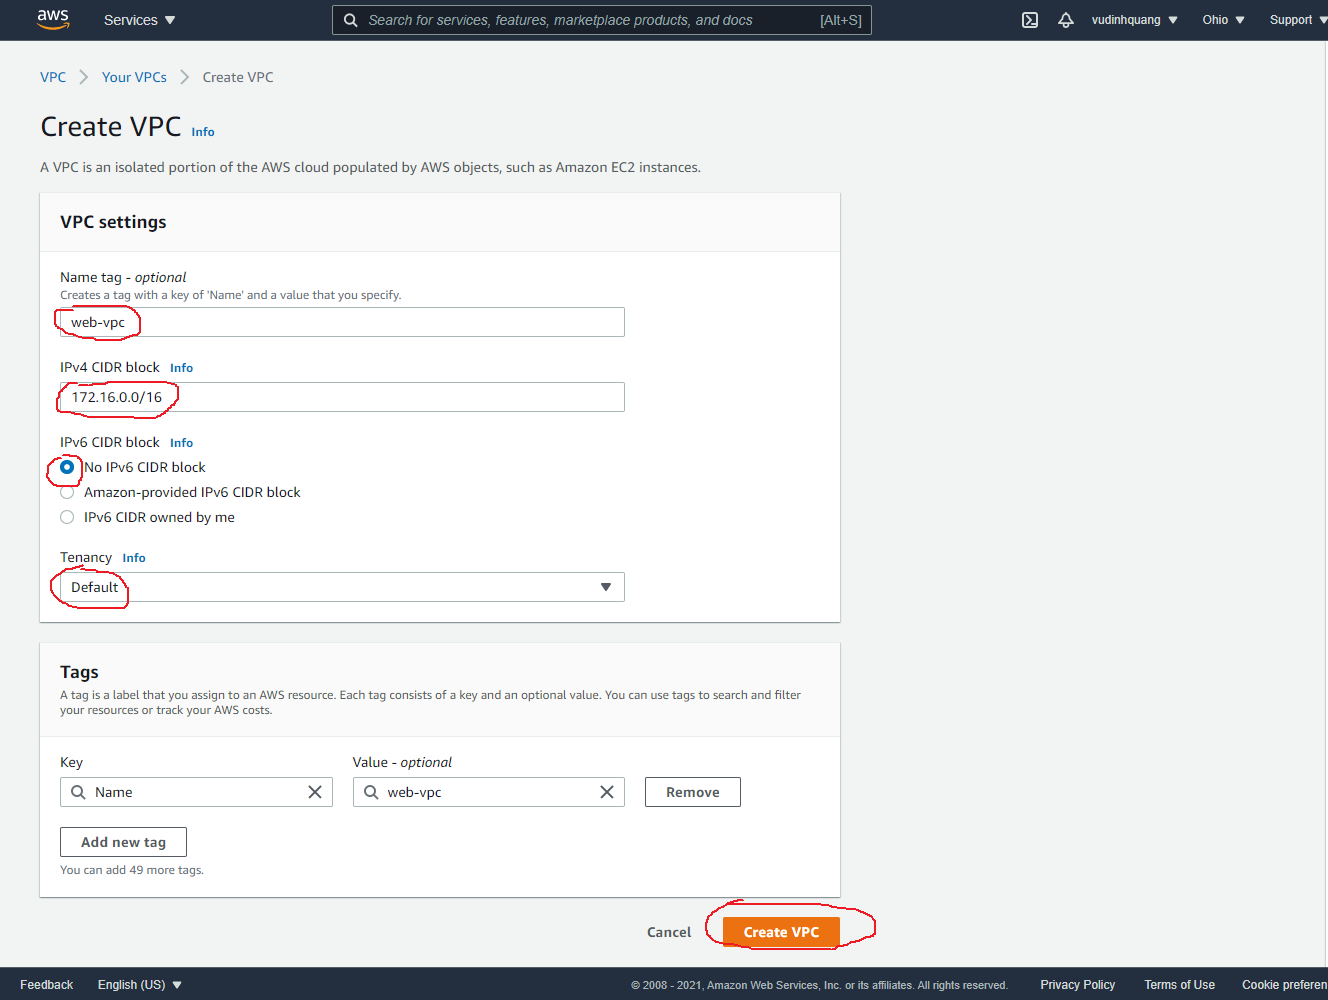 aws Services Search for services, features, marketplace products, and docs [Alt+S] vudinhquang Ohio Support
VPC Your VPCs Create VPC
Create VPC Info
A VPC is an isolated portion of the AWS cloud populated by AWS objects, such as Amazon EC2 instances.
VPC settings
Name tag - optional
Creates a tag with a key of 'Name' and a value that you specify.
web-vpc
IPv4 CIDR block Info
172.16.0.0/16
IPv6 CIDR block Info
No IPv6 CIDR block
Amazon-provided IPv6 CIDR block
IPv6 CIDR owned by me
Tenancy Info
Default
Tags
A tag is a label that you assign to an AWS resource. Each tag consists of a key and an optional value. You can use tags to search and filter
your resources or track your AWS costs.
Key Value - optional
Name web-vpc Remove
Add new tag
You can add 49 more tags.
Cancel Create VPC
Feedback English (US) © 2008 - 2021, Amazon Web Services, Inc. or its affiliates. All rights reserved. Privacy Policy Terms of Use Cookie preferen